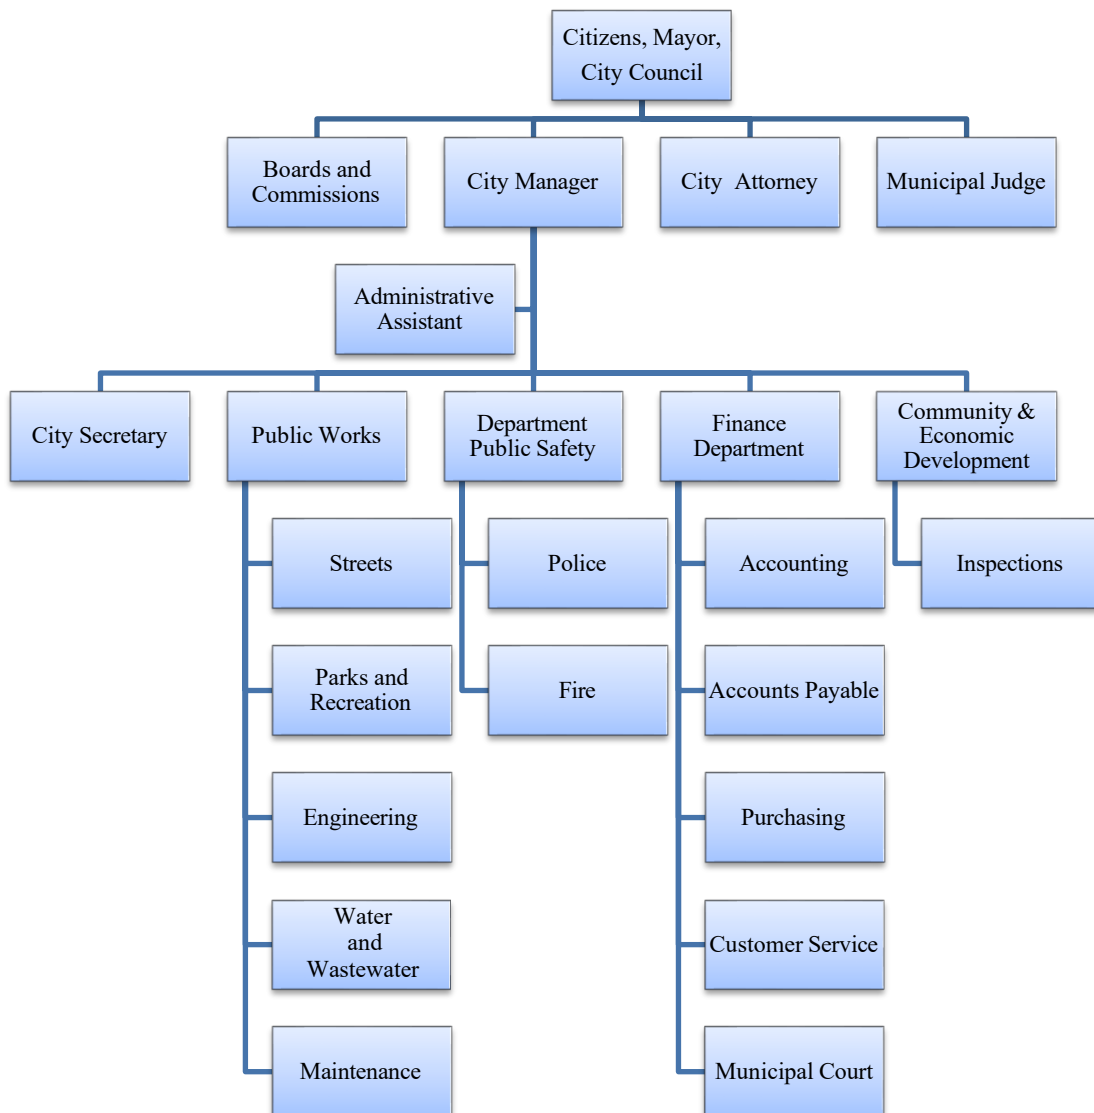 Citizens, Mayor,
City Council
Boards and
Commissions
City Manager
City Attorney
Municipal Judge
Administrative
Assistant
City Secretary
Public Works
Department
Public Safety
Finance
Department
Community &
Economic
Development
Streets
Police
Accounting
Inspections
Parks and
Recreation
Fire
Accounts Payable
Engineering
Purchasing
Water
and
Wastewater
Customer Service
Maintenance
Municipal Court